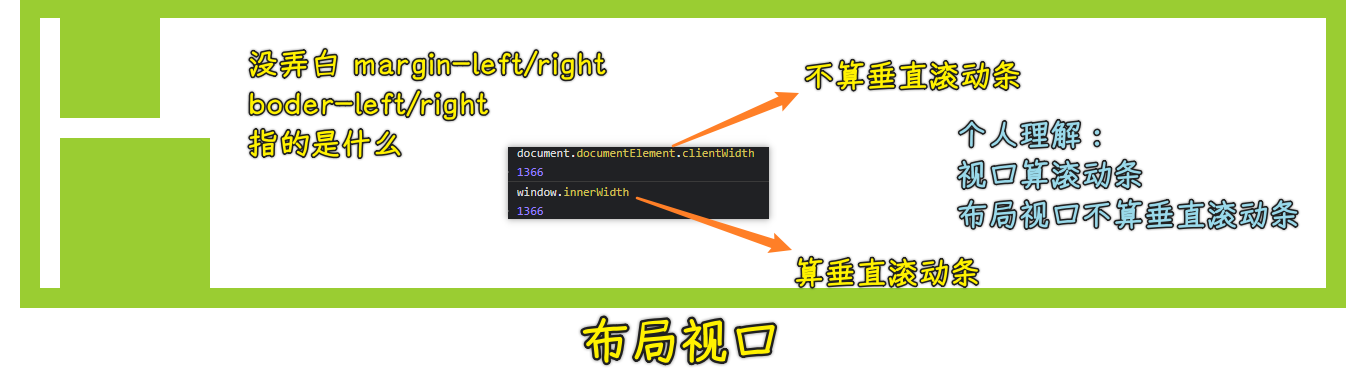 没弄白 margin-left/right
boder-left/right
指的是什么
不算垂直滚动条
个人理解：
视口算滚动条
布局视口不算垂直滚动条
document.documentElement.clientWidth
1366
window.innerWidth
1366
算垂直滚动条
布局视口